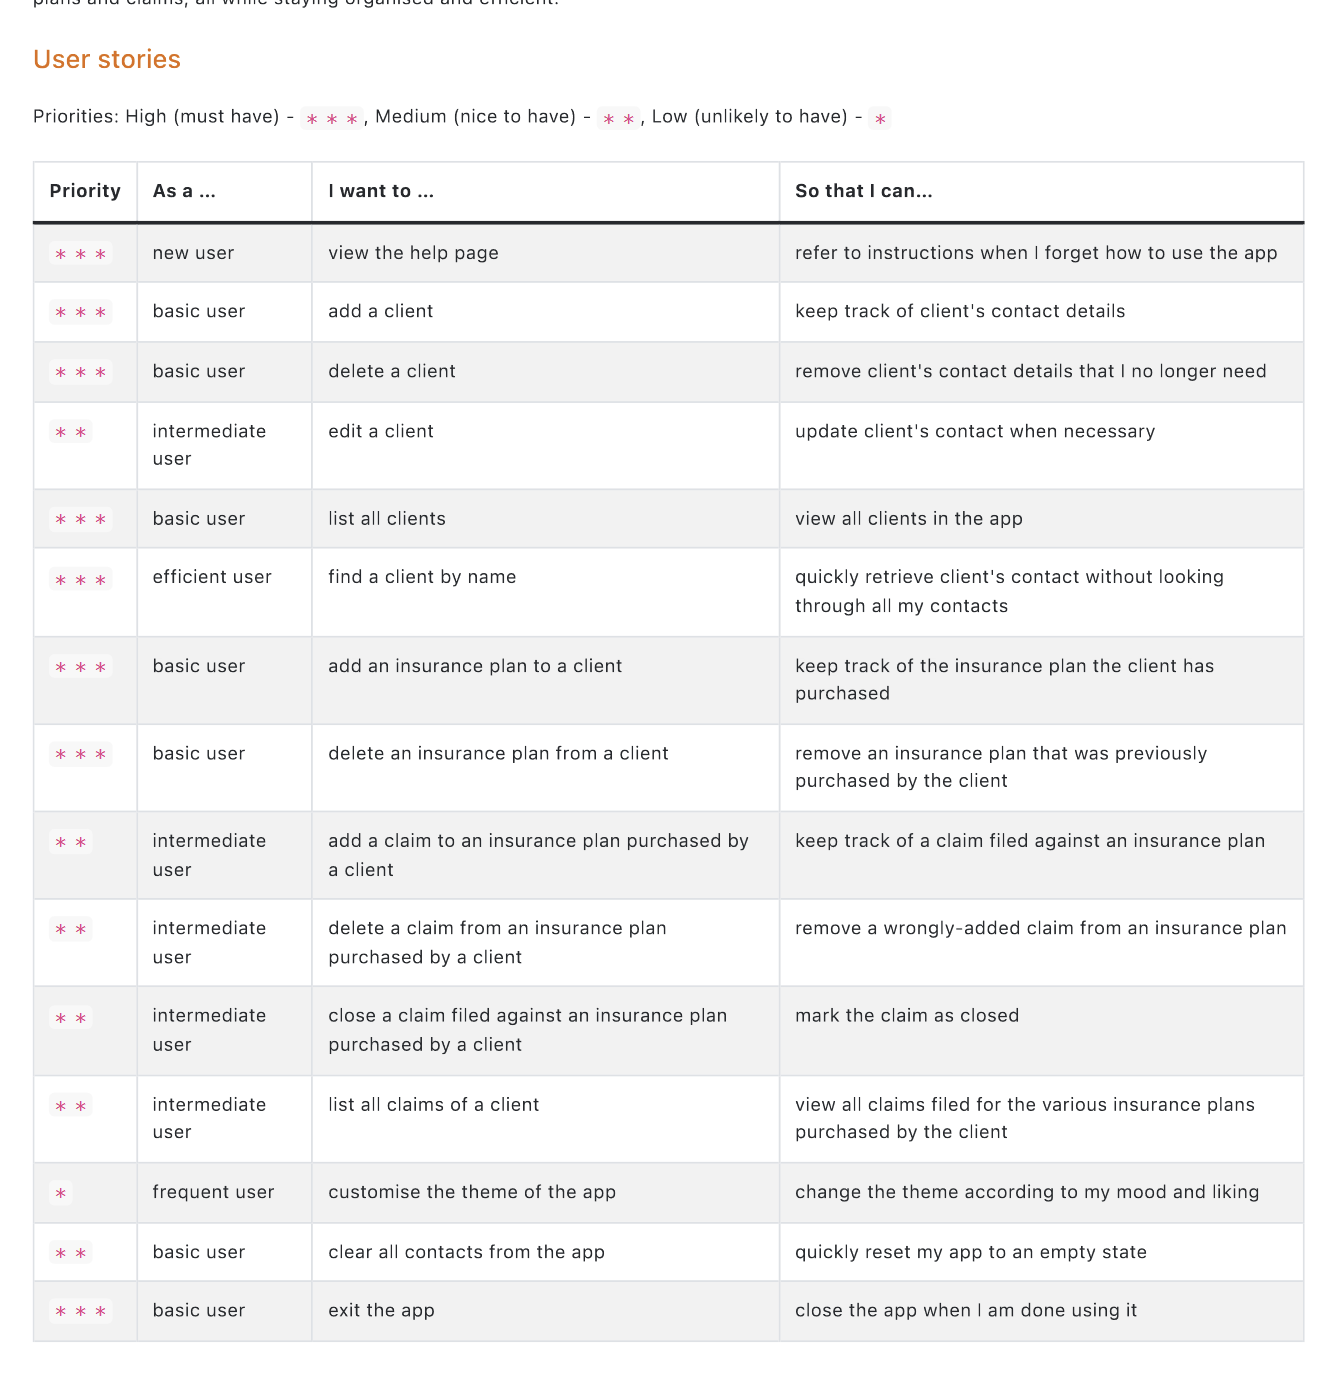 plans and claims, all while staying organised and efficient.
User stories
Priorities: High (must have) - * * *, Medium (nice to have) - * *, Low (unlikely to have) - *
Priority As a ... I want to ... So that I can...
* * * new user view the help page refer to instructions when I forget how to use the app
* * * basic user add a client keep track of client's contact details
* * * basic user delete a client remove client's contact details that I no longer need
* * intermediate edit a client update client's contact when necessary
user
* * * basic user list all clients view all clients in the app
* * * efficient user find a client by name quickly retrieve client's contact without looking
through all my contacts
* * * basic user add an insurance plan to a client keep track of the insurance plan the client has
purchased
* * * basic user delete an insurance plan from a client remove an insurance plan that was previously
purchased by the client
* * intermediate add a claim to an insurance plan purchased by keep track of a claim filed against an insurance plan
user a client
* * intermediate delete a claim from an insurance plan remove a wrongly-added claim from an insurance plan
user purchased by a client
* * intermediate close a claim filed against an insurance plan mark the claim as closed
user purchased by a client
* * intermediate list all claims of a client view all claims filed for the various insurance plans
user purchased by the client
* frequent user customise the theme of the app change the theme according to my mood and liking
* * basic user clear all contacts from the app quickly reset my app to an empty state
* * * basic user exit the app close the app when I am done using it